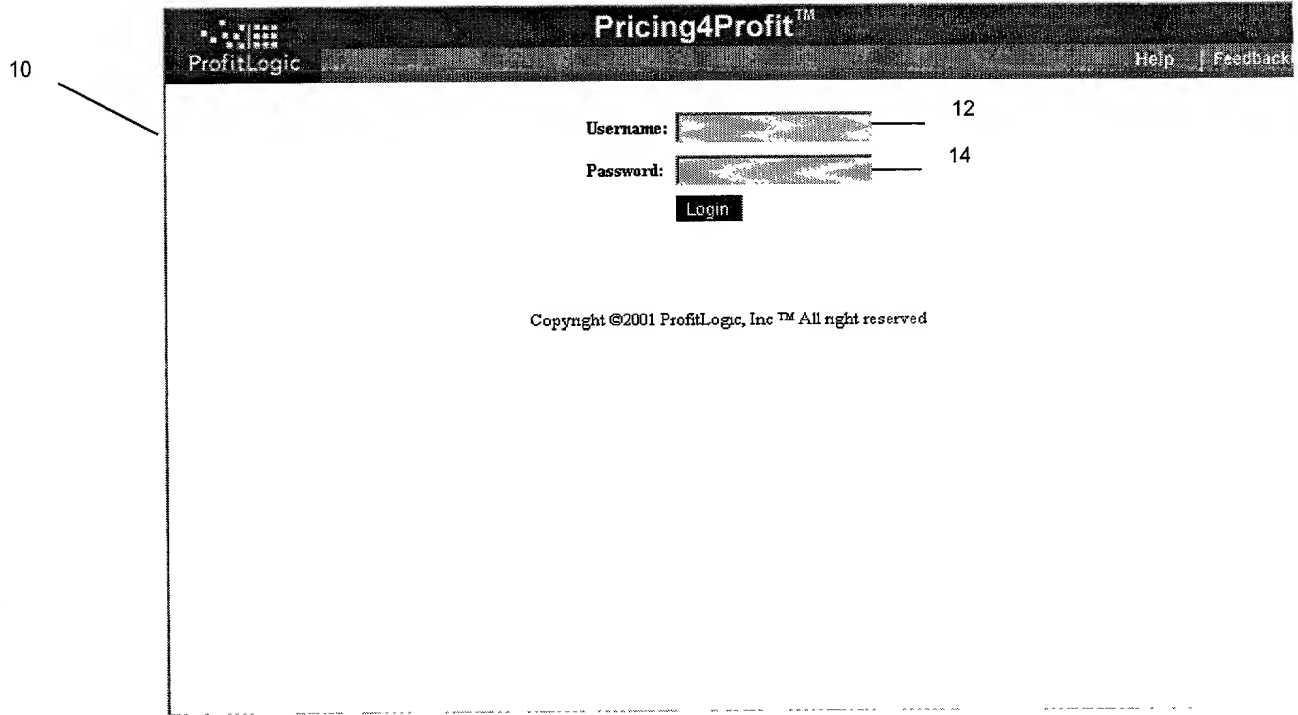 Pricing4Profit™
ProfitLogic
Help | Feedback
10
Username:
12
Password:
14
Login
Copyright ©2001 ProfitLogic, Inc ™ All right reserved